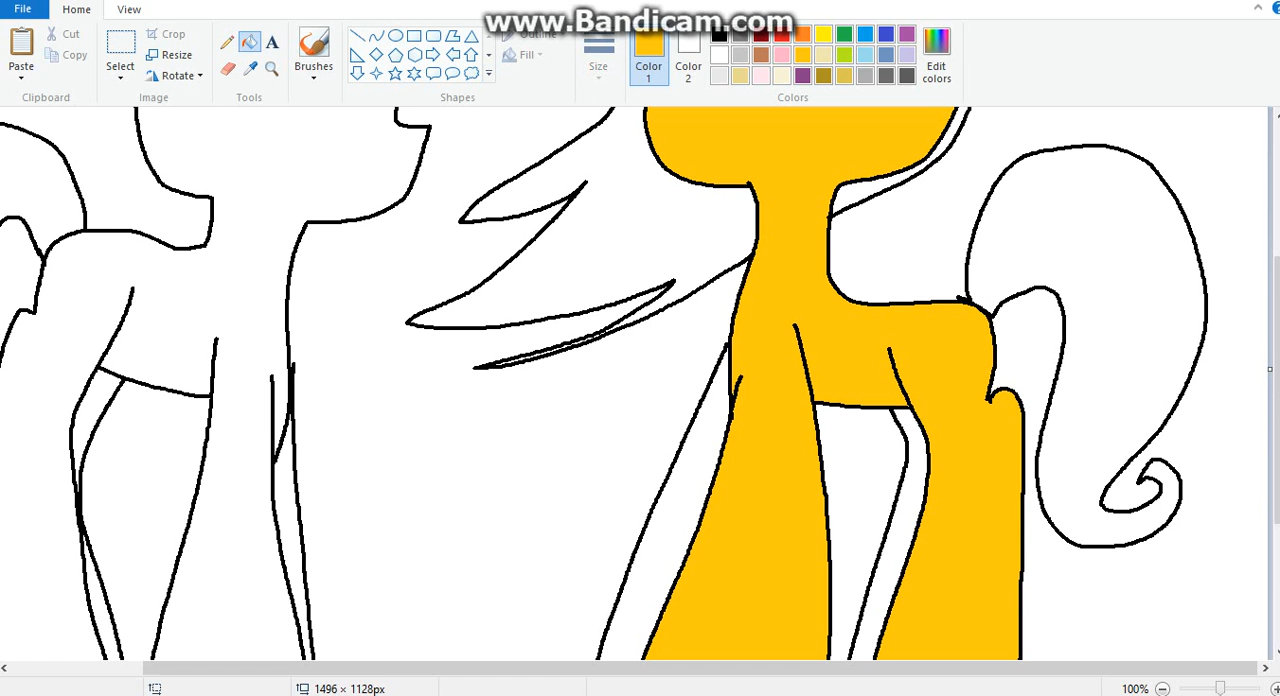 www.Bandicam.com
File
Home
View
Paste
Cut
Copy
Clipboard
Select
Crop
Resize
Rotate
Image
Tools
Brushes
Outline
Fill
Shapes
Size
Color 1
Color 2
Edit colors
Colors
1496 × 1128px
100%